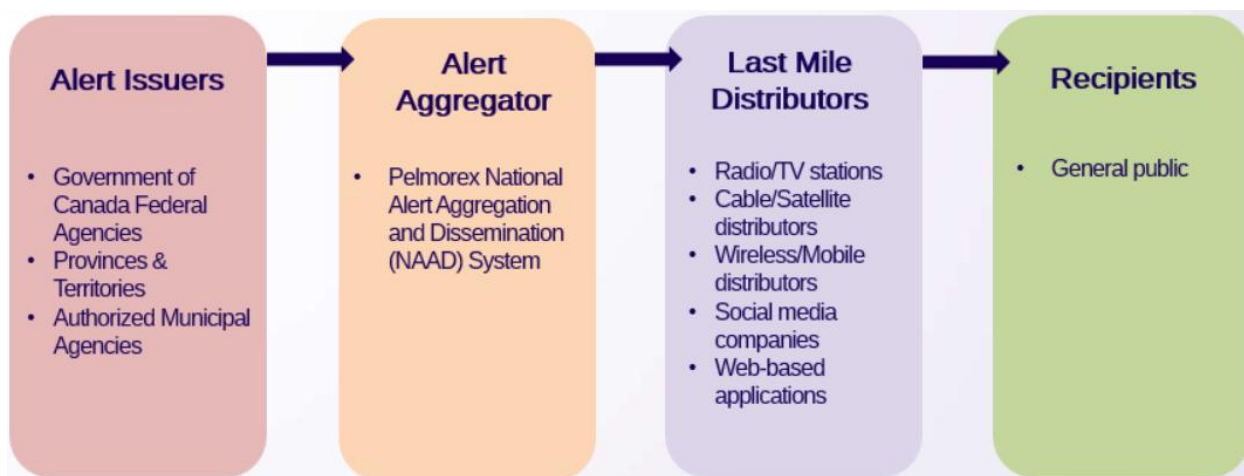 Alert Issuers
• Government of
Canada Federal
Agencies
• Provinces &
Territories
• Authorized Municipal
Agencies
Alert
Aggregator
• Pelmorex National
Alert Aggregation
and Dissemination
(NAAD) System
Last Mile
Distributors
• Radio/TV stations
• Cable/Satellite
distributors
• Wireless/Mobile
distributors
• Social media
companies
• Web-based
applications
Recipients
• General public